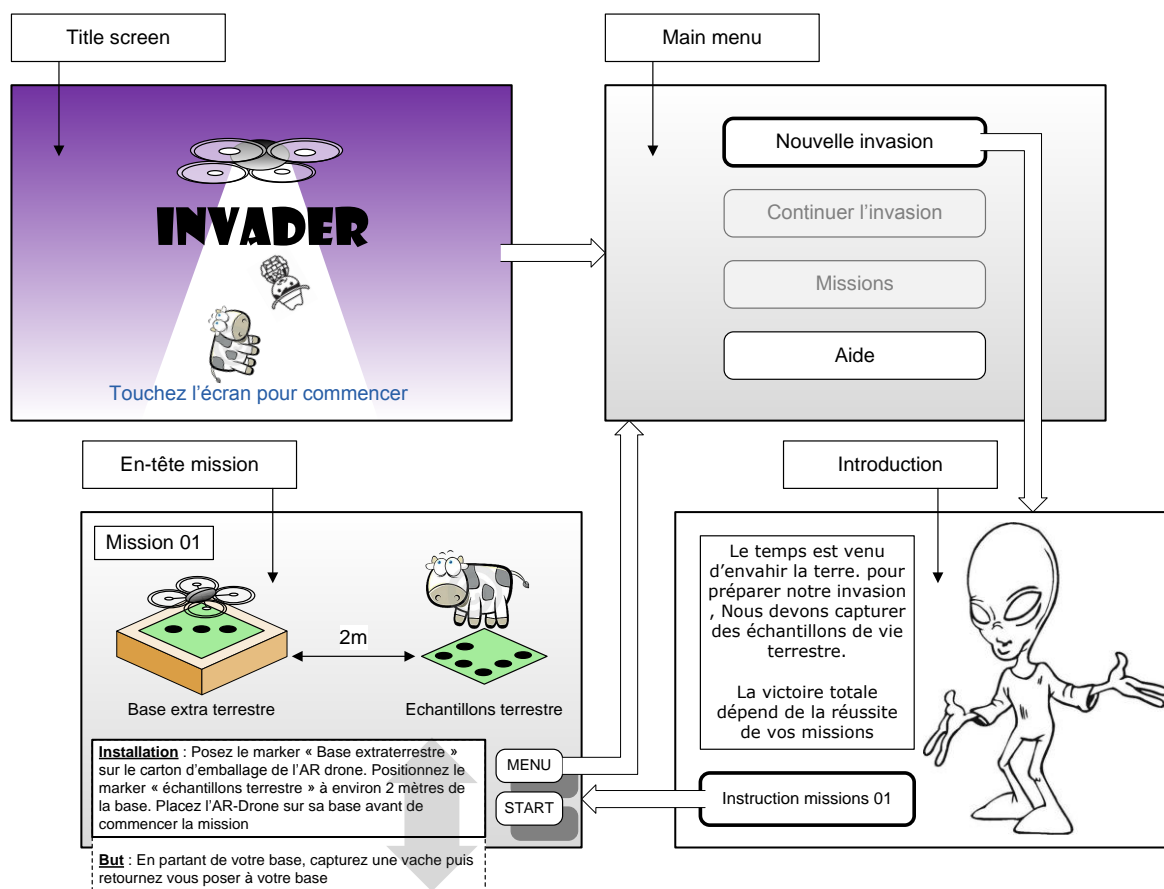 Title screen
Main menu
INVADER
Touchez l’écran pour commencer
Nouvelle invasion
Continuer l’invasion
Missions
Aide
En-tête mission
Introduction
Mission 01
2m
Base extra terrestre
Echantillons terrestre
Installation : Posez le marker « Base extraterrestre »
sur le carton d’emballage de l’AR drone. Positionnez le
marker « échantillons terrestre » à environ 2 mètres de
la base. Placez l’AR-Drone sur sa base avant de
commencer la mission
But : En partant de votre base, capturez une vache puis
retournez vous poser à votre base
MENU
START
Le temps est venu
d’envahir la terre. pour
préparer notre invasion
, Nous devons capturer
des échantillons de vie
terrestre.
La victoire totale
dépend de la réussite
de vos missions
Instruction missions 01